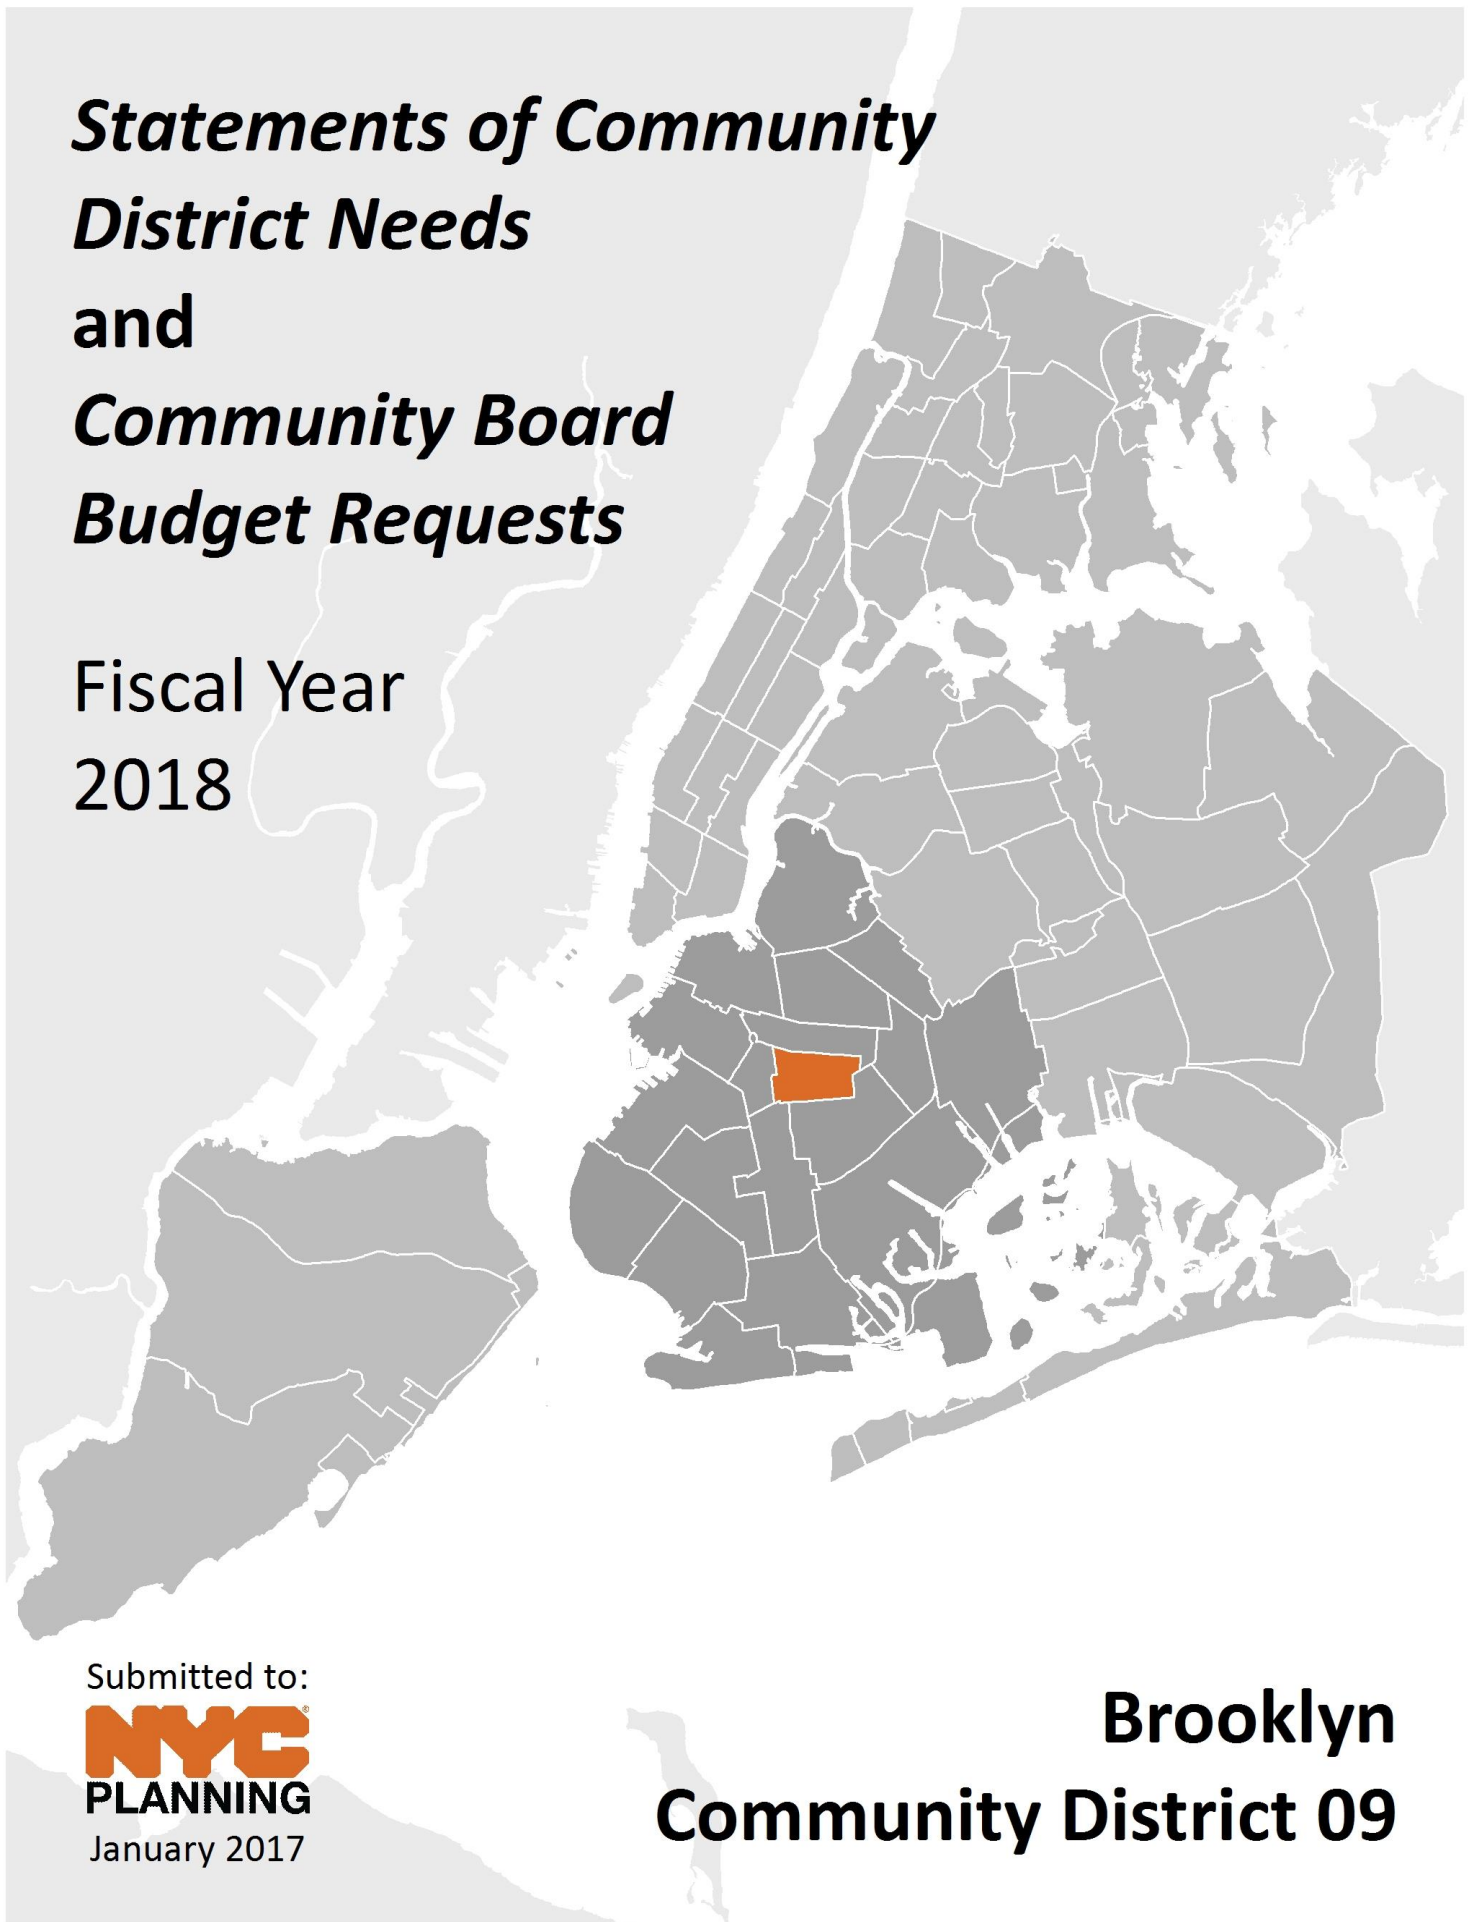 Statements of Community
District Needs
and
Community Board
Budget Requests
Fiscal Year
2018
Submitted to:
NYC®
PLANNING
January 2017
Brooklyn
Community District 09